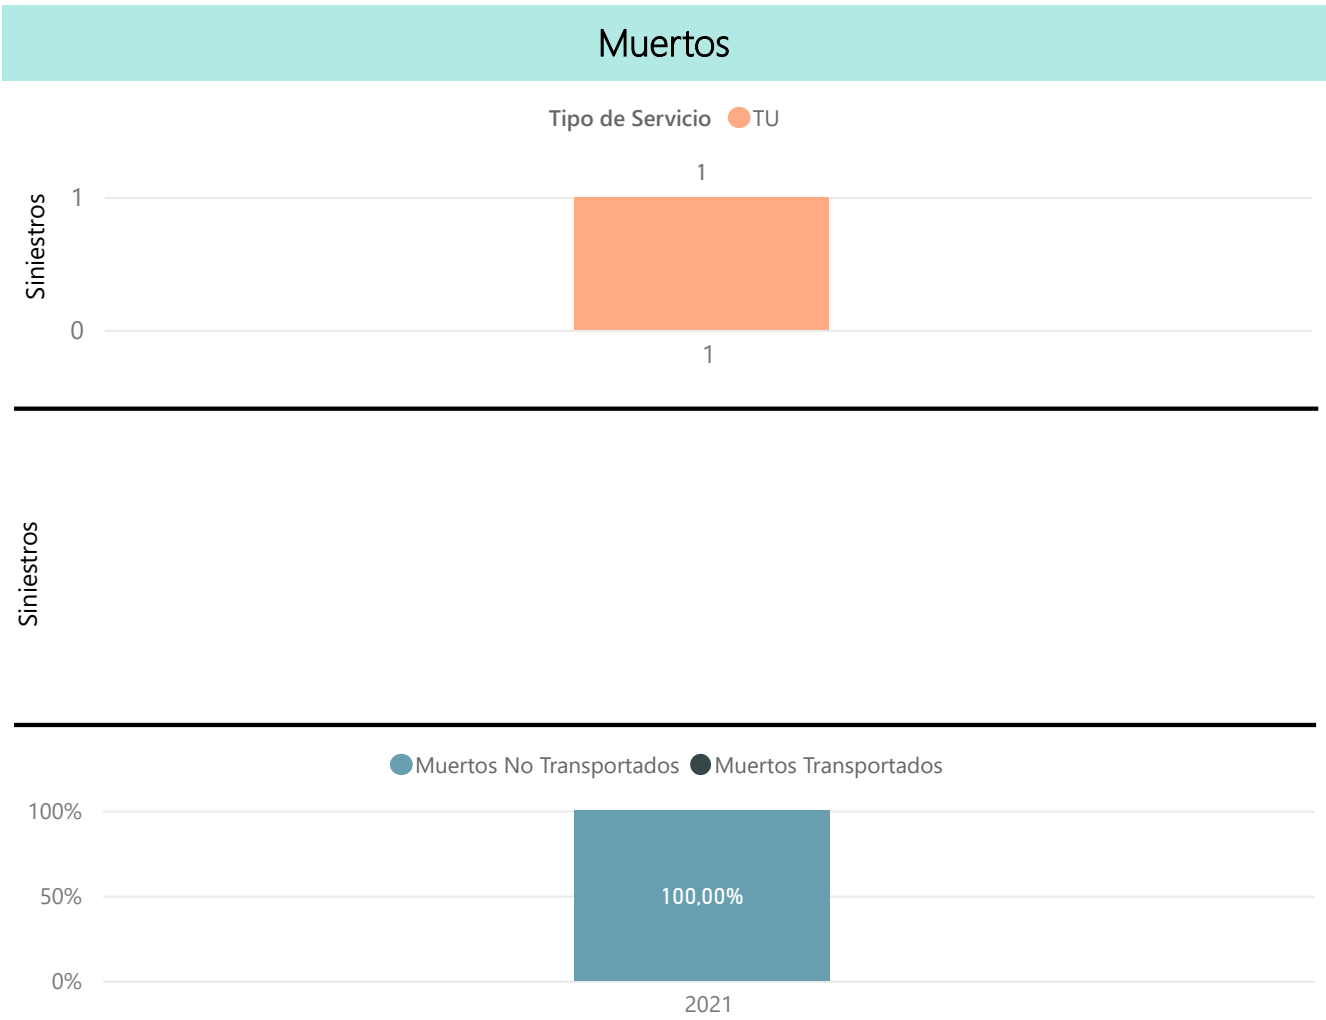 Muertos
Tipo de Servicio TU
1
Siniestros
1
0
1
Siniestros
Muertos No Transportados Muertos Transportados
100%
50%
0%
100,00%
2021